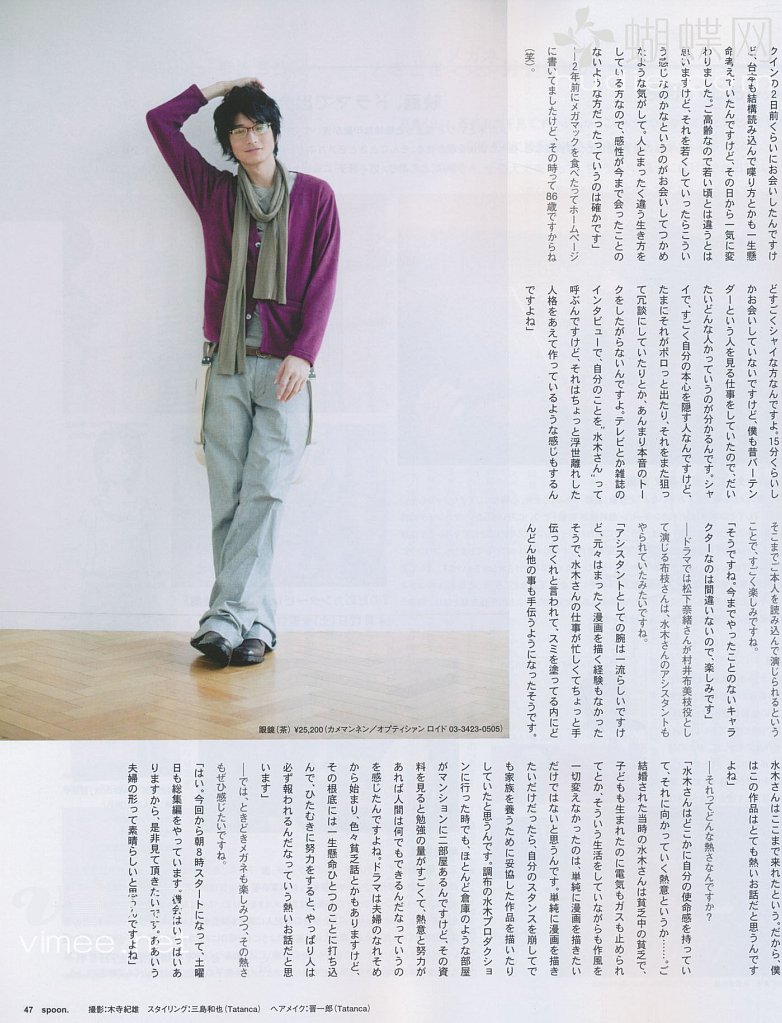 蝴蝶网
クインの2日前くらいにお会いしたんですけ
ど、台本も結構読み込んで喋り方とかも一生懸
命考えていたんですけど、その日から一気に変
わりました。ご高齢なので若い頃とは違うとは
思いますけど、それを若くしていったらこうい
う感じなのかなというのがお会いしてつかめ
たような気がして。人とまったく違う生き方を
している方なので、感性が今まで会ったことの
ないような方だったっていうのは確かです」
――2年前にメガマックを食べたってホームページ
に書いてましたけど、その時って86歳ですからね
(笑)。
どすごくシャイな方なんですよ。15分くらいし
かお会いしていないですけど、僕も昔バーテン
ダーという人を見る仕事をしていたので、だい
たいどんな人かっていうのが分かるんです。シャ
イで、すごく自分の本心を隠す人なんですけど、
たまにそれがポロっと出たり、それをまた狙っ
て冗談にしていたりとか、あんまり本音のトー
クをしたがらないんですよ。テレビとか雑誌の
インタビューで、自分のことを〝水木さん〟って
呼ぶんですけど、それはちょっと浮世離れした
人格をあえて作っているような感じもするん
ですよね」
そこまでご本人を読み込んで演じられるという
ことで、すごく楽しみですね。
「そうですね。今までやったことのないキャラ
クターなのは間違いないので、楽しみです」
――ドラマでは松下奈緒さんが村井布美枝役とし
て演じる布枝さんは、水木さんのアシスタントも
やられていたみたいですね。
「アシスタントとしての腕は一流らしいですけ
ど、元々はまったく漫画を描く経験もなかった
そうで、水木さんの仕事が忙しくてちょっと手
伝ってくれと言われて、スミを塗ってる内にど
んどん他の事も手伝うようになったそうです。
水木さんはここまで来れたという。だから、僕
はこの作品はとても熱いお話だと思うんです
よね」
――それってどんな熱さなんですか？
「水木さんはどこかに自分の使命感を持ってい
て、それに向かっていく熱意というか……。ご
結婚された当時の水木さんは貧乏中の貧乏で、
子どもも生まれたのに電気もガスも止められ
てとか、そういう生活をしていながらも作風を
一切変えなかったのは、単純に漫画を描きたい
だけではないと思うんです。単純に漫画を描き
たいだけだったら、自分のスタンスを崩してで
も家族を養うために妥協した作品を描いたり
していたと思うんです。調布の水木プロダクショ
ンに行った時でも、ほとんど倉庫のような部屋
がマンションに二部屋あるんですけど、その資
料を見ると勉強の量がすごくて、熱意と努力が
あれば人間は何でもできるんだなっていうの
を感じたんですよね。ドラマは夫婦のなれそめ
から始まり、色々貧乏話とかもありますけど、
その根底には一生懸命ひとつのことに打ち込
んで、ひたむきに努力をすると、やっぱり人は
必ず報われるんだなっていう熱いお話だと思
います」
――では、ときどきメガネも楽しみつつ、その熱さ
もぜひ感じたいですね。
「はい。今回から朝8時スタートになって、土曜
日も総集編をやっています。機会はいっぱいあ
りますから、是非見て頂きたいです。ああいう
夫婦の形って素晴らしいと思うんですよね」
眼鏡(茶) ¥25,200(カメマンネン/オプティシァン ロイド 03-3423-0505)
vimee.net
47 spoon. 撮影:木寺紀雄 スタイリング:三島和也(Tatanca) ヘアメイク:晋一郎(Tatanca)